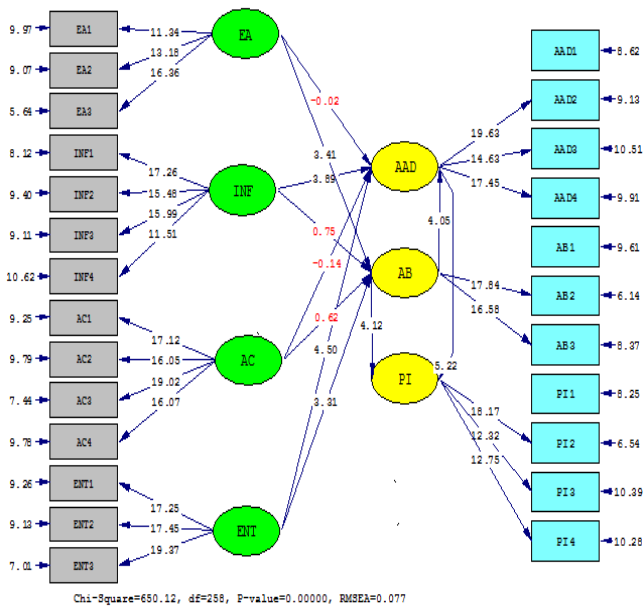 9.97 EA1 11.34 EA
9.07 EA2 13.18
5.64 EA3 16.36
8.12 INF1 17.26 INF
9.40 INF2 15.48
9.11 INF3 15.99
10.62 INF4 11.51
9.25 AC1 17.12 AC
9.79 AC2 16.05
7.44 AC3 19.02
9.78 AC4 16.07
9.26 ENT1 17.25 ENT
9.13 ENT2 17.45
7.01 ENT3 19.37
-0.02
3.41
3.89
0.75
-0.14
0.62
4.50
3.31
AAD
4.05
AB
4.12
PI
5.22
AAD1 8.62
19.63 AAD2 9.13
14.63 AAD3 10.51
17.45 AAD4 9.91
AB1 9.61
17.84 AB2 6.14
16.58 AB3 8.37
PI1 8.25
18.17 PI2 6.54
12.32 PI3 10.39
12.75 PI4 10.28
Chi-Square=650.12, df=258, P-value=0.00000, RMSEA=0.077